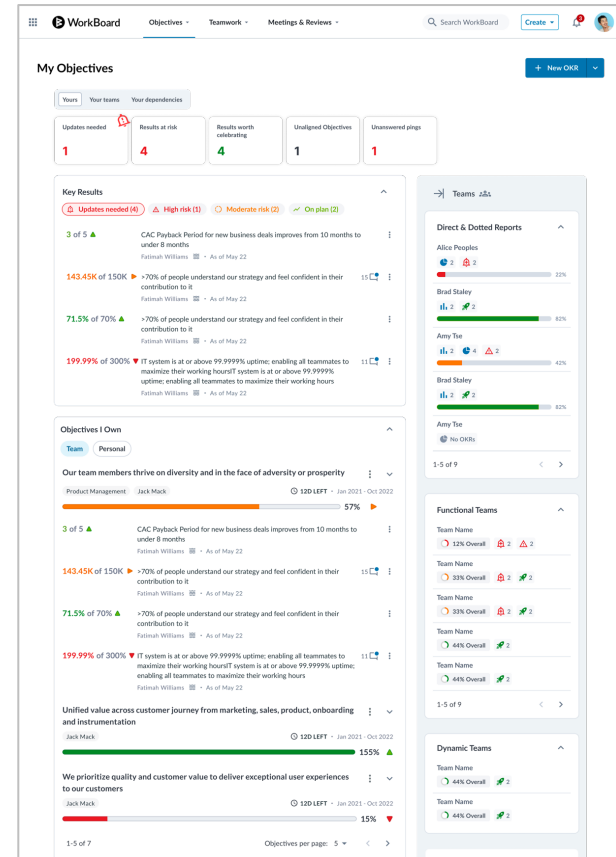 WorkBoard
Objectives
Teamwork
Meetings & Reviews
Search WorkBoard
Create
My Objectives
+ New OKR
Yours
Your teams
Your dependencies
Updates needed
1
Results at risk
4
Results worth
celebrating
4
Unaligned Objectives
1
Unanswered pings
1
Key Results
Updates needed (4)
High risk (1)
Moderate risk (2)
On plan (2)
3 of 5
CAC Payback Period for new business deals improves from 10 months to
under 8 months
Fatimah Williams • As of May 22
143.45K of 150K
>70% of people understand our strategy and feel confident in their
contribution to it
15
Fatimah Williams • As of May 22
71.5% of 70%
>70% of people understand our strategy and feel confident in their
contribution to it
Fatimah Williams • As of May 22
199.99% of 300%
IT system is at or above 99.9999% uptime; enabling all teammates to
maximize their working hoursIT system is at or above 99.9999%
uptime; enabling all teammates to maximize their working hours
11
Fatimah Williams • As of May 22
Objectives I Own
Team
Personal
Our team members thrive on diversity and in the face of adversity or prosperity
Product Management
Jack Mack
12D LEFT • Jan 2021 - Oct 2022
57%
3 of 5
CAC Payback Period for new business deals improves from 10 months to
under 8 months
Fatimah Williams • As of May 22
143.45K of 150K
>70% of people understand our strategy and feel confident in their
contribution to it
15
Fatimah Williams • As of May 22
71.5% of 70%
>70% of people understand our strategy and feel confident in their
contribution to it
Fatimah Williams • As of May 22
199.99% of 300%
IT system is at or above 99.9999% uptime; enabling all teammates to
maximize their working hoursIT system is at or above 99.9999% uptime;
enabling all teammates to maximize their working hours
11
Fatimah Williams • As of May 22
Unified value across customer journey from marketing, sales, product, onboarding
and instrumentation
Jack Mack
12D LEFT • Jan 2021 - Oct 2022
155%
We prioritize quality and customer value to deliver exceptional user experiences
to our customers
Jack Mack
12D LEFT • Jan 2021 - Oct 2022
15%
1-5 of 7
Objectives per page: 5
Teams
Direct & Dotted Reports
Alice Peoples
2 2
22%
Brad Staley
2 2
82%
Amy Tse
2 4 2
42%
Brad Staley
2 2
82%
Amy Tse
No OKRs
1-5 of 9
Functional Teams
Team Name
12% Overall 2 2
Team Name
33% Overall 2 2
Team Name
33% Overall 2 2
Team Name
44% Overall 2
Team Name
44% Overall 2
1-5 of 9
Dynamic Teams
Team Name
44% Overall 2
Team Name
44% Overall 2